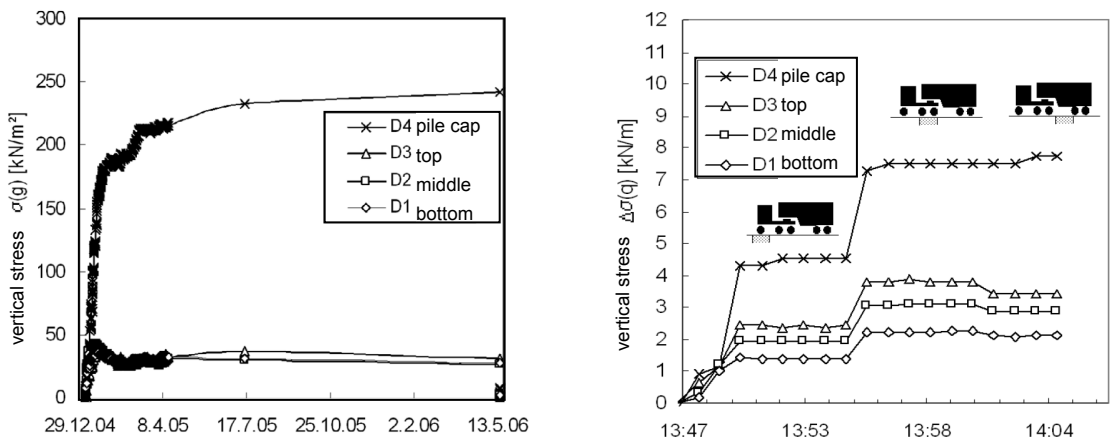 300
250
200
150
100
50
0
vertical stress σ(g) [kN/m²]
D4 pile cap
D3 top
D2 middle
D1 bottom
29.12.04 8.4.05 17.7.05 25.10.05 2.2.06 13.5.06
12
11
10
9
8
7
6
5
4
3
2
1
0
vertical stress Δσ(q) [kN/m]
D4 pile cap
D3 top
D2 middle
D1 bottom
13:47 13:53 13:58 14:04